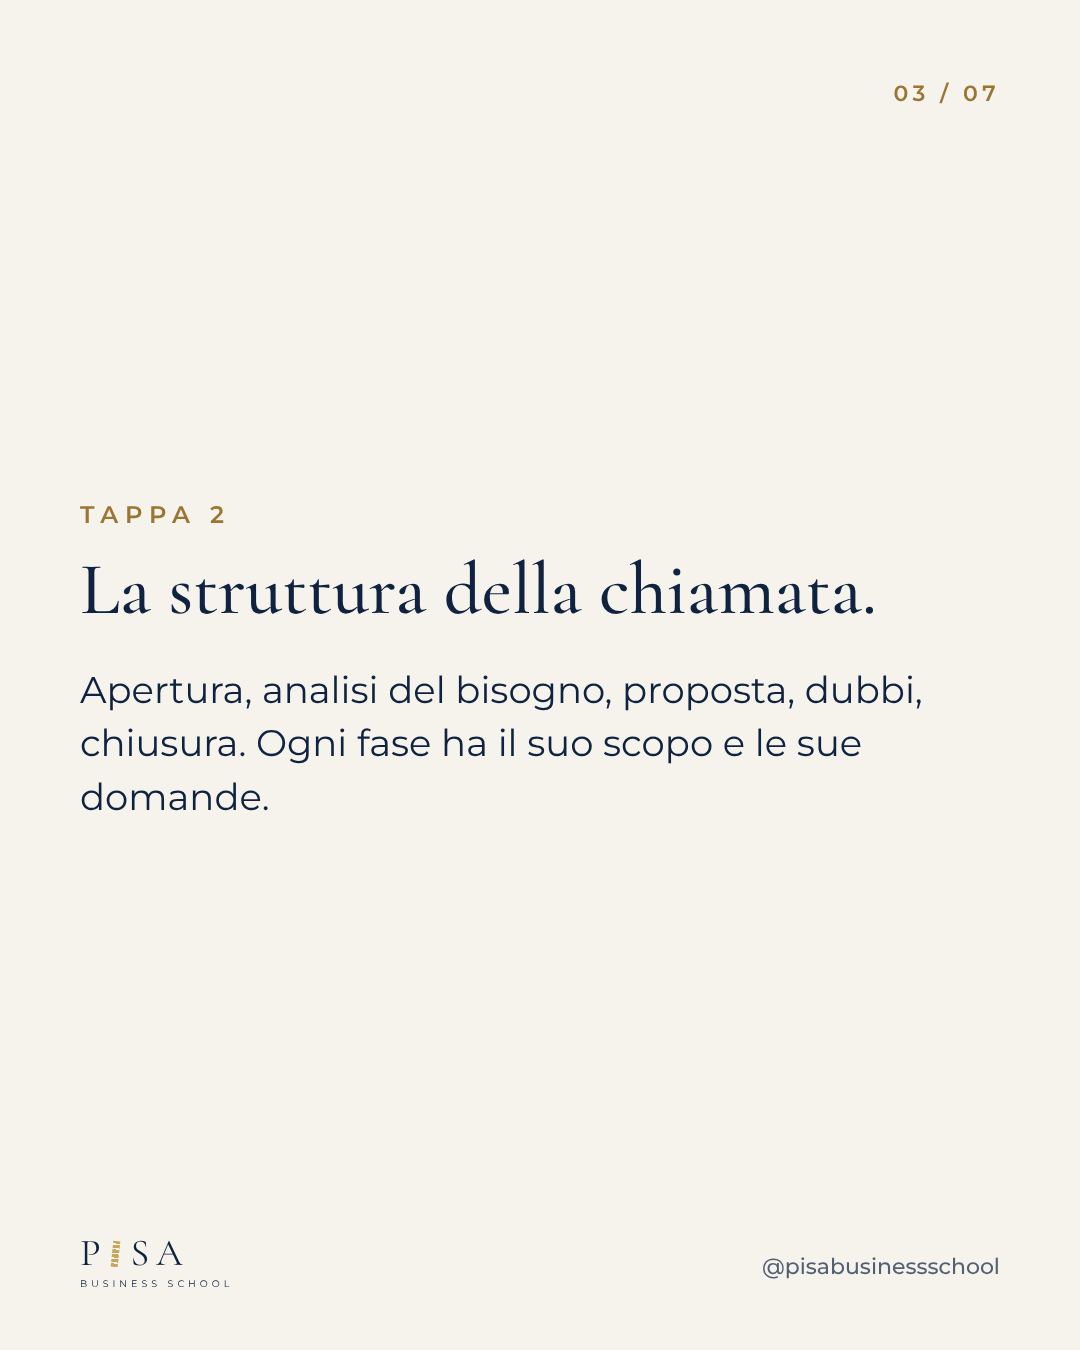 03 / 07
TAPPA 2
La struttura della chiamata.
Apertura, analisi del bisogno, proposta, dubbi,
chiusura. Ogni fase ha il suo scopo e le sue
domande.
PISA
BUSINESS SCHOOL
@pisabusinessschool